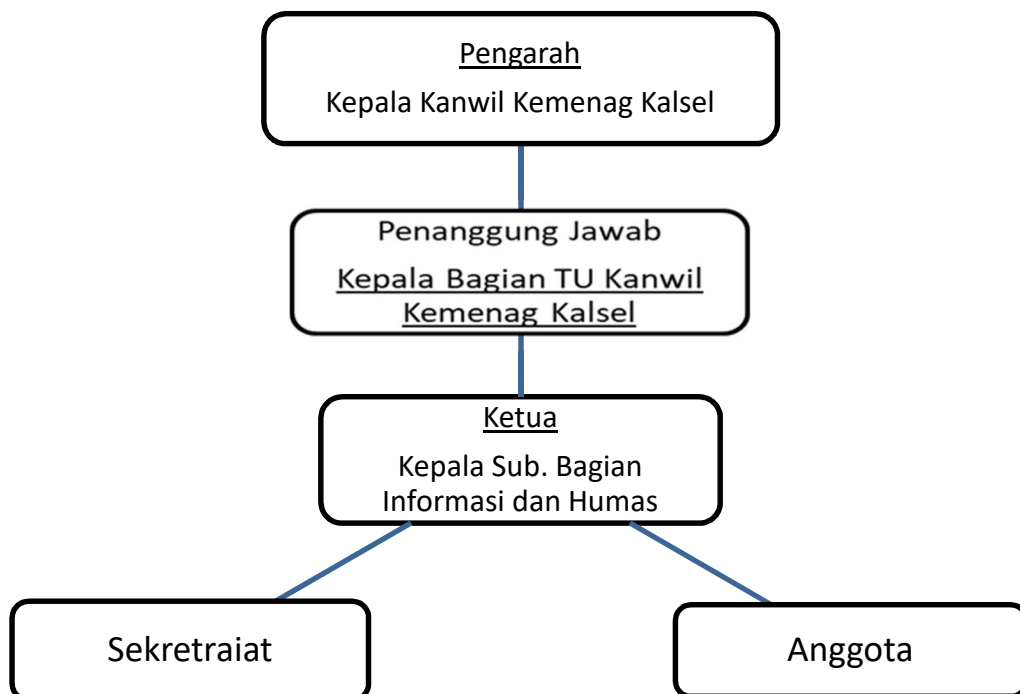 Pengarah
Kepala Kanwil Kemenag Kalsel
Penanggung Jawab
Kepala Bagian TU Kanwil
Kemenag Kalsel
Ketua
Kepala Sub. Bagian
Informasi dan Humas
Sekretraiat
Anggota